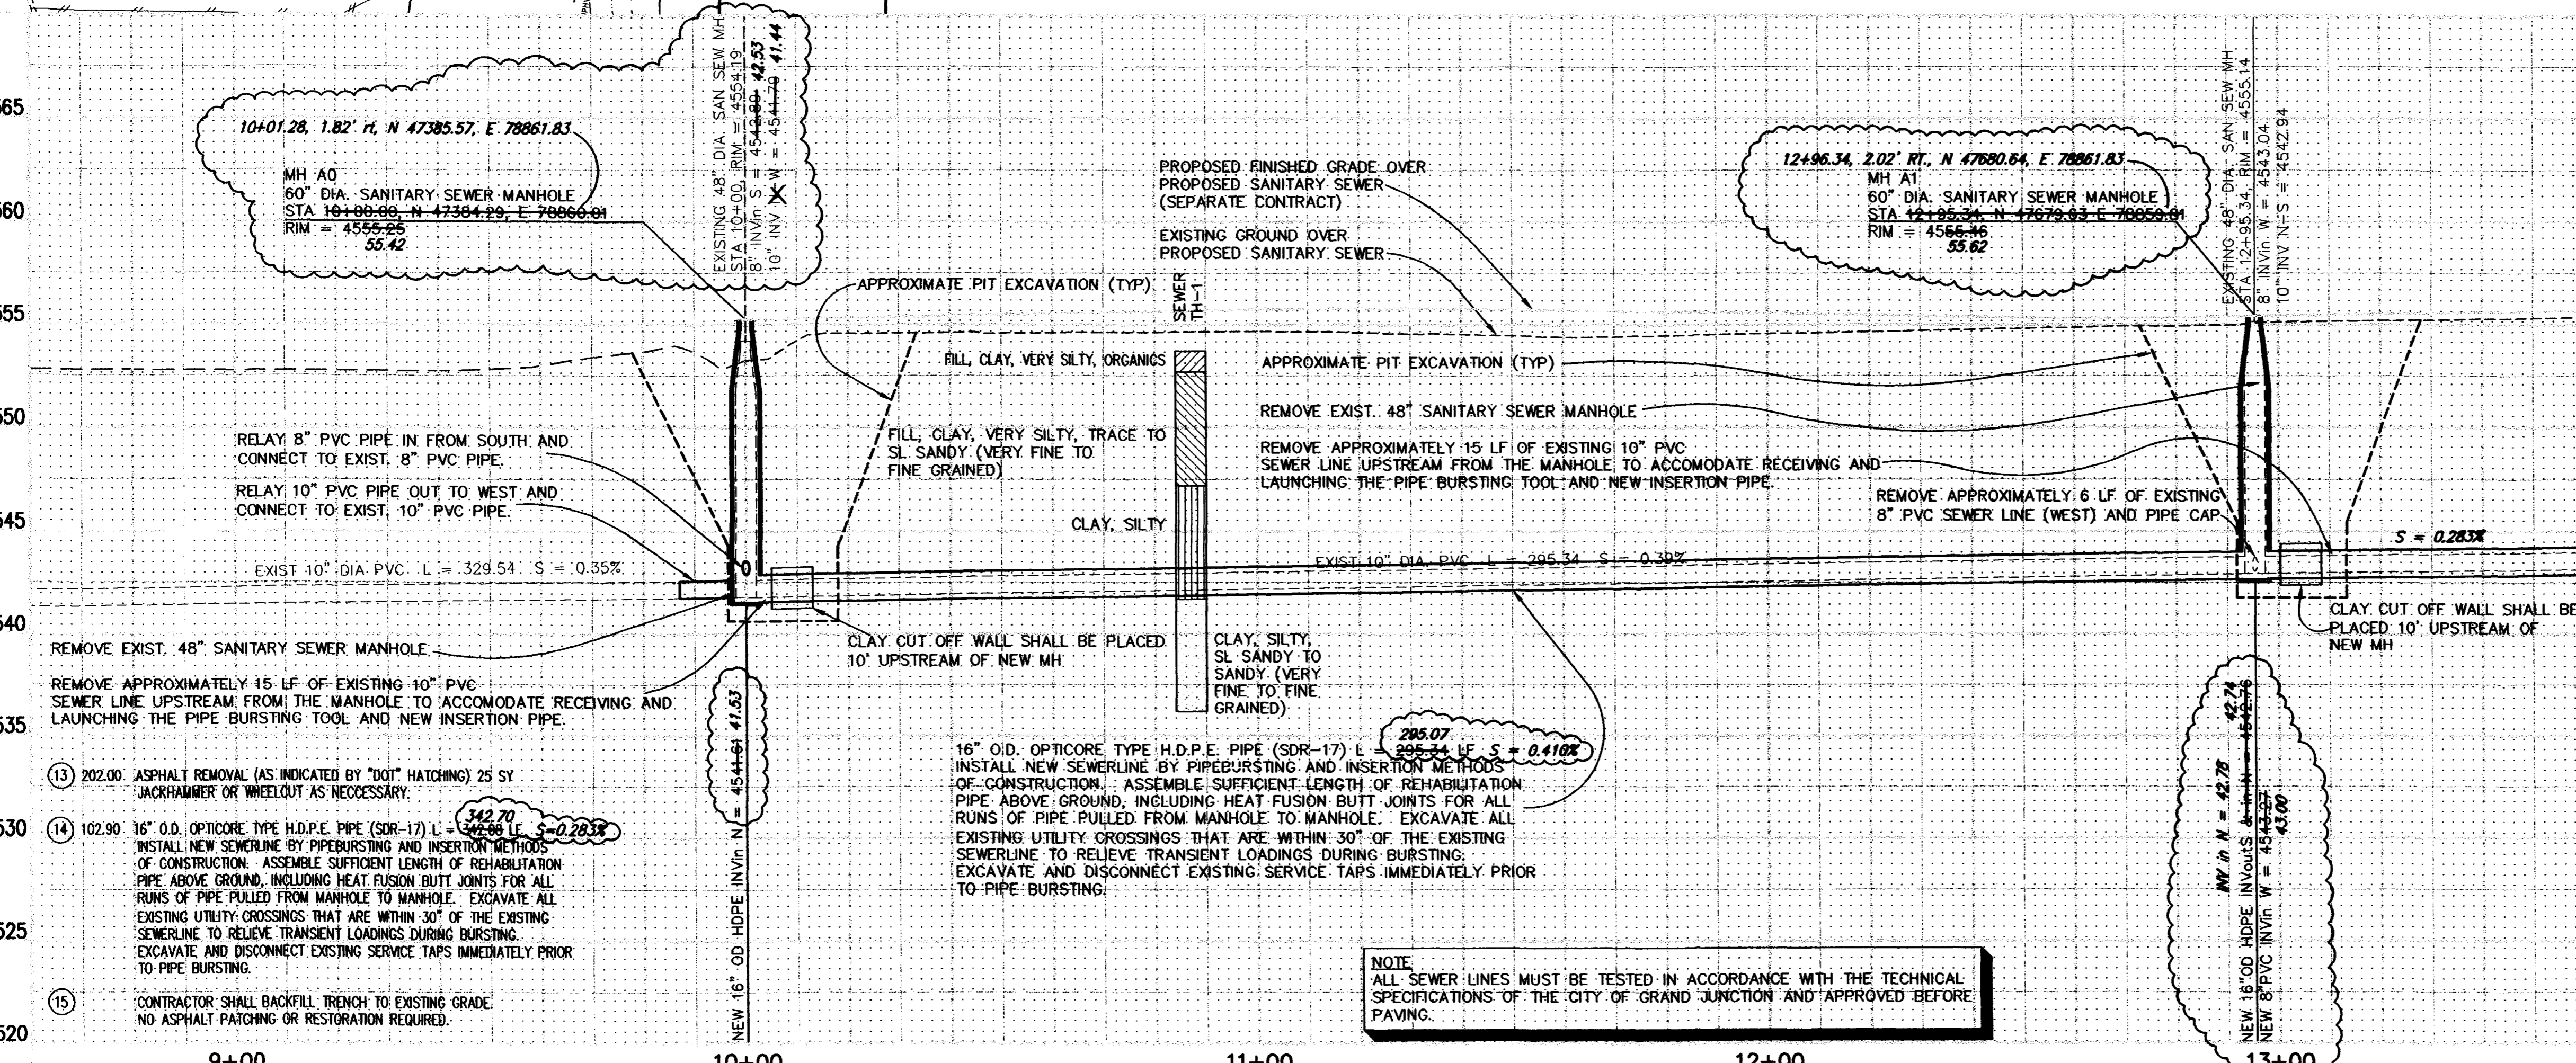 565
560
555
550
545
540
535
530
525
520
10+01.28, 1.82' rt, N 47385.57, E 78861.83
MH A0
60" DIA. SANITARY SEWER MANHOLE
STA 10+00.00, N 47384.29, E 78860.01
RIM = 4555.25
55.42
EXISTING 48" DIA. SAN SEW MH
STA 10+00, RIM = 4554.19
8" INVin S = 4542.80 42.53
10" INV W = 4541.70 41.44
PROPOSED FINISHED GRADE OVER
PROPOSED SANITARY SEWER
(SEPARATE CONTRACT)
EXISTING GROUND OVER
PROPOSED SANITARY SEWER
12+96.34, 2.02' RT., N 47680.64, E 78861.83
MH A1
60" DIA. SANITARY SEWER MANHOLE
STA 12+95.34, N 47679.63 E 78859.81
RIM = 4555.46
55.62
EXISTING 48" DIA. SAN SEW MH
STA 12+95.34, RIM = 4555.14
8" INVin W = 4543.04
10" INV N-S = 4542.94
APPROXIMATE PIT EXCAVATION (TYP)
SEWER
TH-1
FILL, CLAY, VERY SILTY, ORGANICS
APPROXIMATE PIT EXCAVATION (TYP)
REMOVE EXIST. 48" SANITARY SEWER MANHOLE
FILL, CLAY, VERY SILTY, TRACE TO
SL SANDY (VERY FINE TO
FINE GRAINED)
REMOVE APPROXIMATELY 15 LF OF EXISTING 10" PVC
SEWER LINE UPSTREAM FROM THE MANHOLE TO ACCOMODATE RECEIVING AND
LAUNCHING THE PIPE BURSTING TOOL AND NEW INSERTION PIPE.
RELAY 8" PVC PIPE IN FROM SOUTH AND
CONNECT TO EXIST. 8" PVC PIPE.
RELAY 10" PVC PIPE OUT TO WEST AND
CONNECT TO EXIST. 10" PVC PIPE.
CLAY, SILTY
REMOVE APPROXIMATELY 6 LF OF EXISTING
8" PVC SEWER LINE (WEST) AND PIPE CAP
S = 0.283%
EXIST 10" DIA PVC L = 329.54 S = 0.35%
EXIST 10" DIA. PVC L = 295.34 S = 0.39%
REMOVE EXIST. 48" SANITARY SEWER MANHOLE
CLAY CUT OFF WALL SHALL BE PLACED
10' UPSTREAM OF NEW MH
CLAY, SILTY,
SL SANDY TO
SANDY (VERY
FINE TO FINE
GRAINED)
CLAY CUT OFF WALL SHALL BE
PLACED 10' UPSTREAM OF
NEW MH
REMOVE APPROXIMATELY 15 LF OF EXISTING 10" PVC
SEWER LINE UPSTREAM FROM THE MANHOLE TO ACCOMODATE RECEIVING AND
LAUNCHING THE PIPE BURSTING TOOL AND NEW INSERTION PIPE.
NEW 16" OD HDPE INVin N = 4541.61 41.53
295.07
16" O.D. OPTICORE TYPE H.D.P.E. PIPE (SDR-17) L = 295.34 LF S = 0.410%
INSTALL NEW SEWERLINE BY PIPEBURSTING AND INSERTION METHODS
OF CONSTRUCTION. ASSEMBLE SUFFICIENT LENGTH OF REHABILITATION
PIPE ABOVE GROUND, INCLUDING HEAT FUSION BUTT JOINTS FOR ALL
RUNS OF PIPE PULLED FROM MANHOLE TO MANHOLE. EXCAVATE ALL
EXISTING UTILITY CROSSINGS THAT ARE WITHIN 30" OF THE EXISTING
SEWERLINE TO RELIEVE TRANSIENT LOADINGS DURING BURSTING.
EXCAVATE AND DISCONNECT EXISTING SERVICE TAPS IMMEDIATELY PRIOR
TO PIPE BURSTING.
13 202.00 ASPHALT REMOVAL (AS INDICATED BY "DOT" HATCHING) 25 SY
JACKHAMMER OR WHEELCUT AS NECCESSARY.
342.70
14 102.90 16" O.D. OPTICORE TYPE H.D.P.E. PIPE (SDR-17) L = 342.08 LF S=0.283%
INSTALL NEW SEWERLINE BY PIPEBURSTING AND INSERTION METHODS
OF CONSTRUCTION. ASSEMBLE SUFFICIENT LENGTH OF REHABILITATION
PIPE ABOVE GROUND, INCLUDING HEAT FUSION BUTT JOINTS FOR ALL
RUNS OF PIPE PULLED FROM MANHOLE TO MANHOLE. EXCAVATE ALL
EXISTING UTILITY CROSSINGS THAT ARE WITHIN 30" OF THE EXISTING
SEWERLINE TO RELIEVE TRANSIENT LOADINGS DURING BURSTING.
EXCAVATE AND DISCONNECT EXISTING SERVICE TAPS IMMEDIATELY PRIOR
TO PIPE BURSTING.
15 CONTRACTOR SHALL BACKFILL TRENCH TO EXISTING GRADE.
NO ASPHALT PATCHING OR RESTORATION REQUIRED.
NOTE
ALL SEWER LINES MUST BE TESTED IN ACCORDANCE WITH THE TECHNICAL
SPECIFICATIONS OF THE CITY OF GRAND JUNCTION AND APPROVED BEFORE
PAVING.
INV in N = 42.78
42.74
NEW 16"OD HDPE INVoutS & in N = 4542.76
NEW 8"PVC INVin W = 4543.27
43.00
9+00
10+00
11+00
12+00
13+00